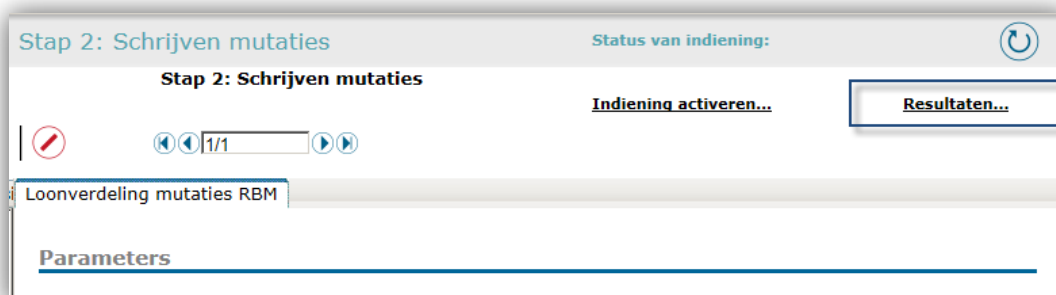 Stap 2: Schrijven mutaties Status van indiening:
Stap 2: Schrijven mutaties
Indiening activeren... Resultaten...
1/1
Loonverdeling mutaties RBM
Parameters